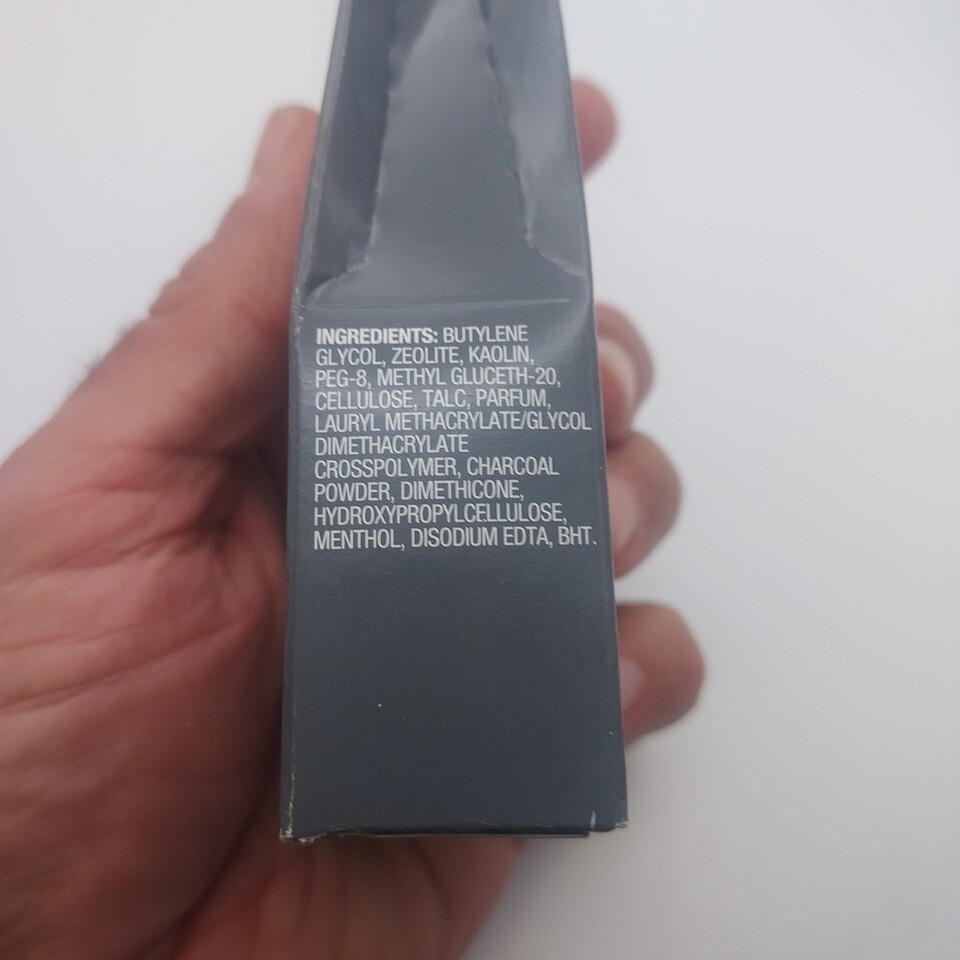 INGREDIENTS: BUTYLENE
GLYCOL, ZEOLITE, KAOLIN,
PEG-8, METHYL GLUCETH-20,
CELLULOSE, TALC, PARFUM,
LAURYL METHACRYLATE/GLYCOL
DIMETHACRYLATE
CROSSPOLYMER, CHARCOAL
POWDER, DIMETHICONE,
HYDROXYPROPYLCELLULOSE,
MENTHOL, DISODIUM EDTA, BHT.